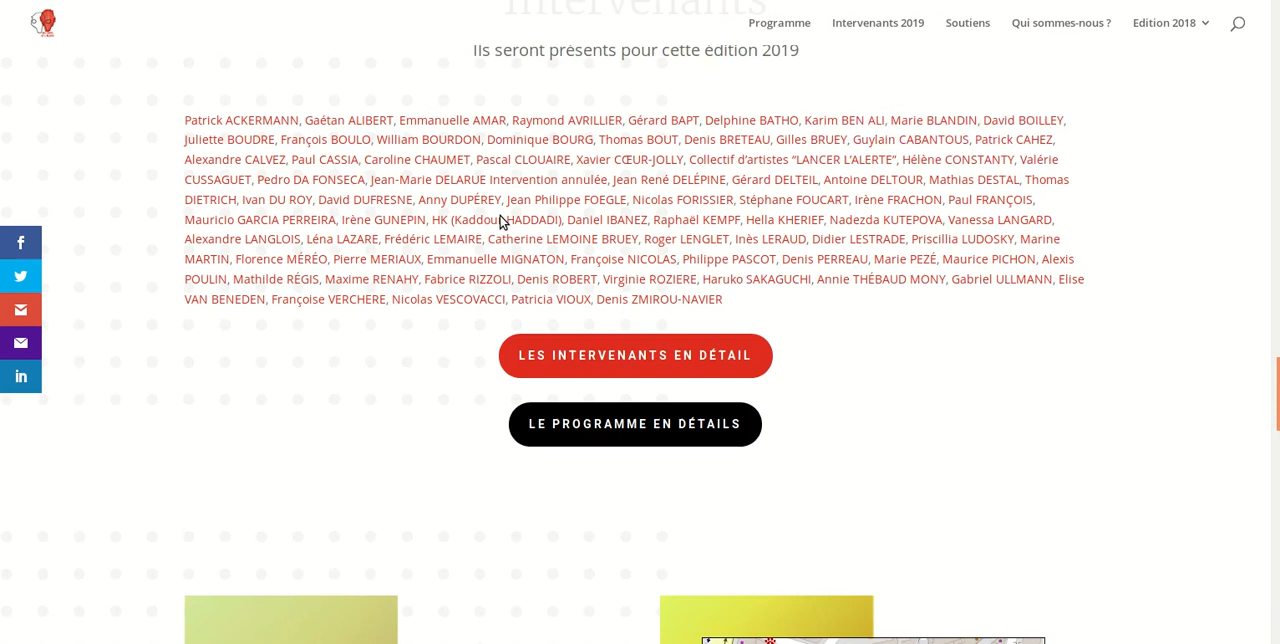 Intervenants
Programme Intervenants 2019 Soutiens Qui sommes-nous ? Edition 2018
Ils seront présents pour cette édition 2019
Patrick ACKERMANN, Gaétan ALIBERT, Emmanuelle AMAR, Raymond AVRILLIER, Gérard BAPT, Delphine BATHO, Karim BEN ALI, Marie BLANDIN, David BOILLEY,
Juliette BOUDRE, François BOULO, William BOURDON, Dominique BOURG, Thomas BOUT, Denis BRETEAU, Gilles BRUEY, Guylain CABANTOUS, Patrick CAHEZ,
Alexandre CALVEZ, Paul CASSIA, Caroline CHAUMET, Pascal CLOUAIRE, Xavier CŒUR-JOLLY, Collectif d’artistes “LANCER L’ALERTE”, Hélène CONSTANTY, Valérie
CUSSAGUET, Pedro DA FONSECA, Jean-Marie DELARUE Intervention annulée, Jean René DELÉPINE, Gérard DELTEIL, Antoine DELTOUR, Mathias DESTAL, Thomas
DIETRICH, Ivan DU ROY, David DUFRESNE, Anny DUPÉREY, Jean Philippe FOEGLE, Nicolas FORISSIER, Stéphane FOUCART, Irène FRACHON, Paul FRANÇOIS,
Mauricio GARCIA PERREIRA, Irène GUNEPIN, HK (Kaddour HADDADI), Daniel IBANEZ, Raphaël KEMPF, Hella KHERIEF, Nadezda KUTEPOVA, Vanessa LANGARD,
Alexandre LANGLOIS, Léna LAZARE, Frédéric LEMAIRE, Catherine LEMOINE BRUEY, Roger LENGLET, Inès LERAUD, Didier LESTRADE, Priscillia LUDOSKY, Marine
MARTIN, Florence MÉRÉO, Pierre MERIAUX, Emmanuelle MIGNATON, Françoise NICOLAS, Philippe PASCOT, Denis PERREAU, Marie PEZÉ, Maurice PICHON, Alexis
POULIN, Mathilde RÉGIS, Maxime RENAHY, Fabrice RIZZOLI, Denis ROBERT, Virginie ROZIERE, Haruko SAKAGUCHI, Annie THÉBAUD MONY, Gabriel ULLMANN, Elise
VAN BENEDEN, Françoise VERCHERE, Nicolas VESCOVACCI, Patricia VIOUX, Denis ZMIROU-NAVIER
LES INTERVENANTS EN DÉTAIL
LE PROGRAMME EN DÉTAILS